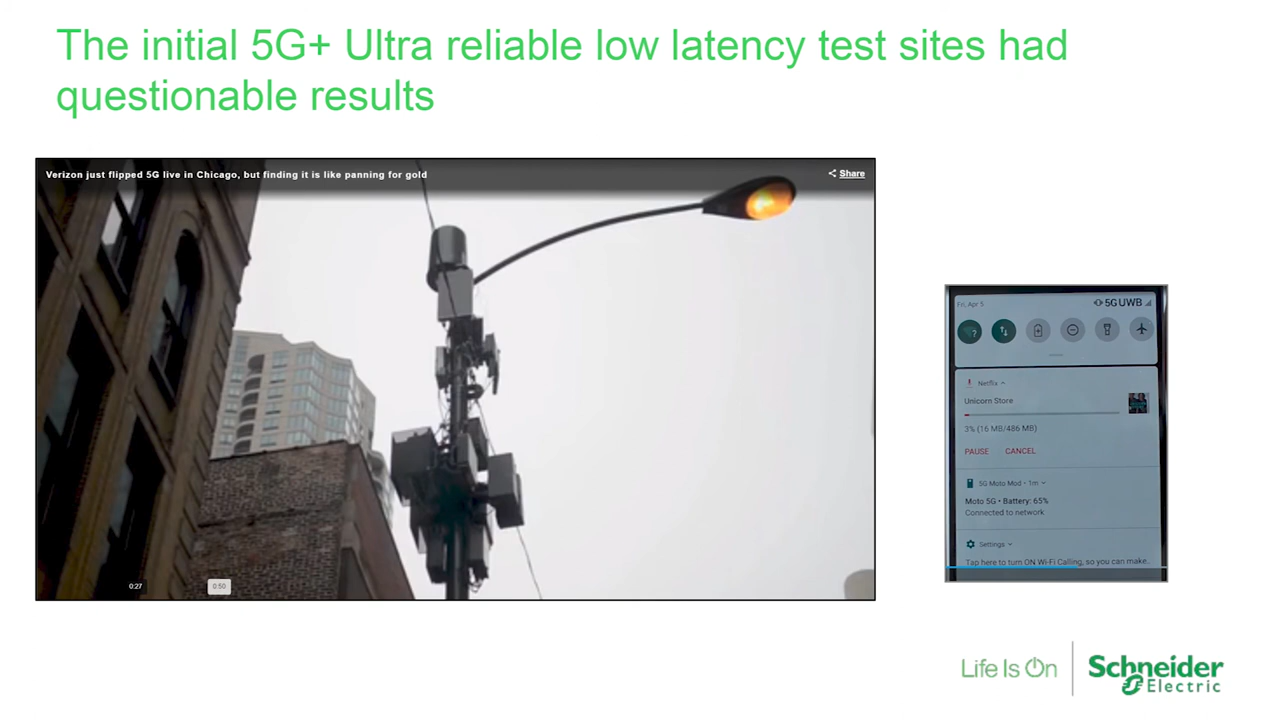 The initial 5G+ Ultra reliable low latency test sites had
questionable results
Verizon just flipped 5G live in Chicago, but finding it is like panning for gold
Share
0:27
0:50
Fri, Apr 5
5G UWB
Netflix
Unicorn Store
3% (16 MB/486 MB)
PAUSE CANCEL
5G Moto Mod • 1m
Moto 5G • Battery: 65%
Connected to network
Settings
Tap here to turn ON Wi-Fi Calling, so you can make..
Life Is On
Schneider
Electric